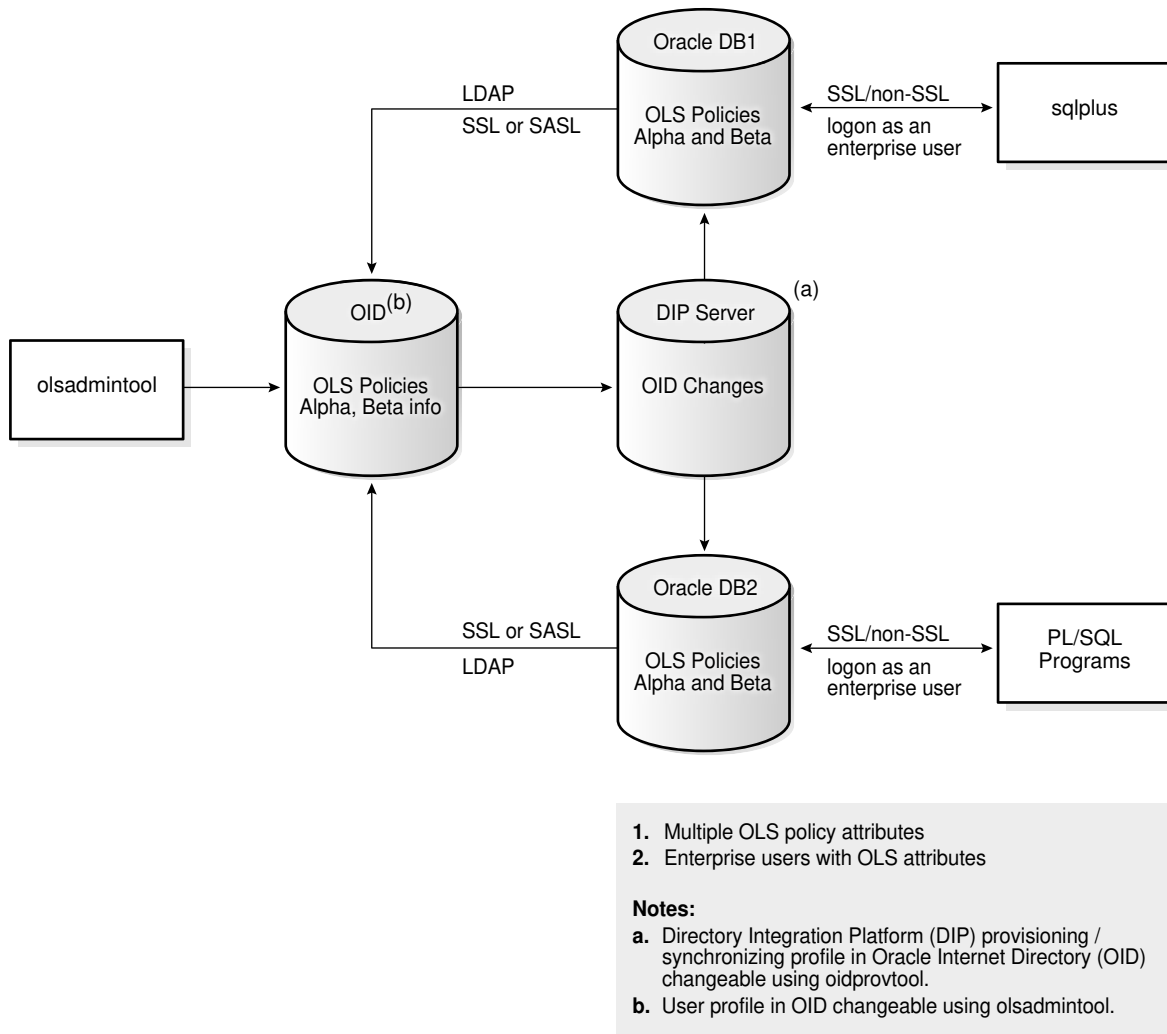 Oracle DB1
OLS Policies
Alpha and Beta
LDAP
SSL or SASL
SSL/non-SSL
logon as an
enterprise user
sqlplus
olsadmintool
OID(b)
OLS Policies
Alpha, Beta info
DIP Server
OID Changes
(a)
Oracle DB2
OLS Policies
Alpha and Beta
SSL or SASL
LDAP
SSL/non-SSL
logon as an
enterprise user
PL/SQL
Programs
1. Multiple OLS policy attributes
2. Enterprise users with OLS attributes
Notes:
a. Directory Integration Platform (DIP) provisioning /
synchronizing profile in Oracle Internet Directory (OID)
changeable using oidprovtool.
b. User profile in OID changeable using olsadmintool.